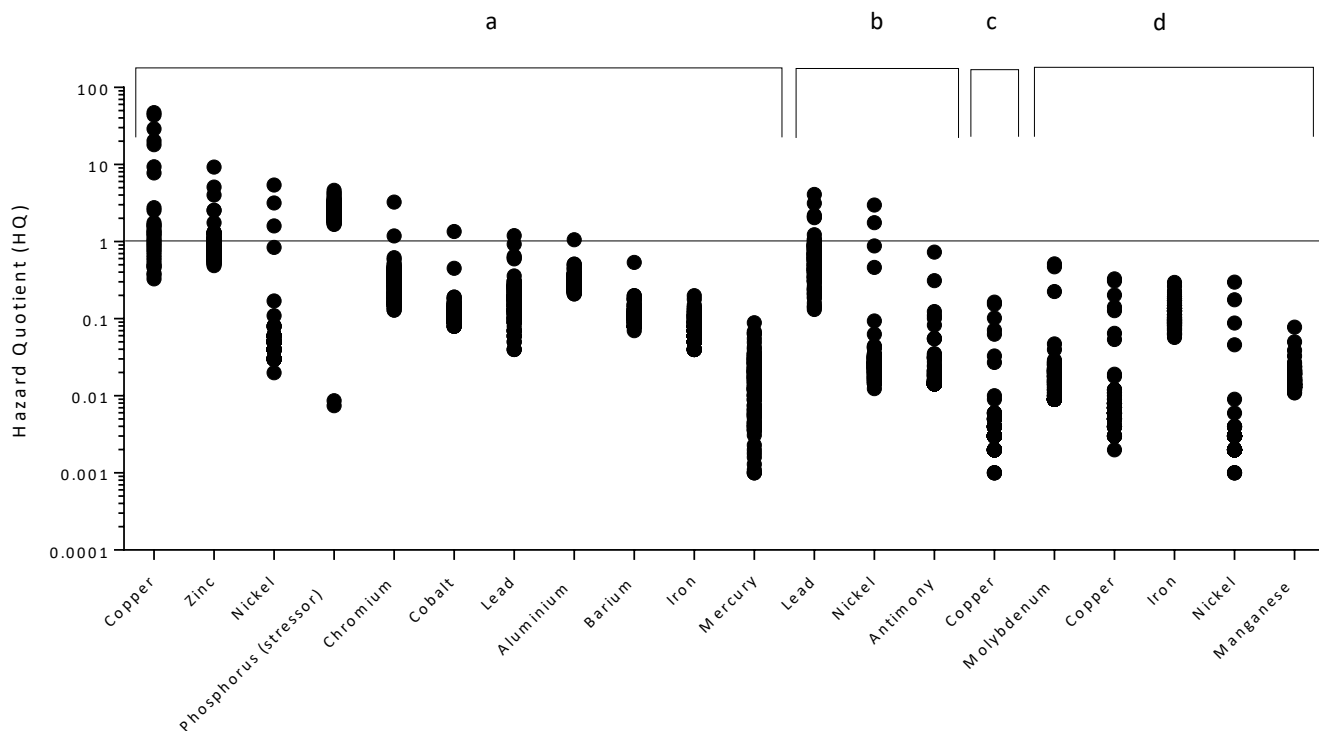 a b c d
Hazard Quotient (HQ)
100
10
1
0.1
0.01
0.001
0.0001
Copper
Zinc
Nickel
Phosphorus (stressor)
Chromium
Cobalt
Lead
Aluminium
Barium
Iron
Mercury
Lead
Nickel
Antimony
Copper
Molybdenum
Copper
Iron
Nickel
Manganese